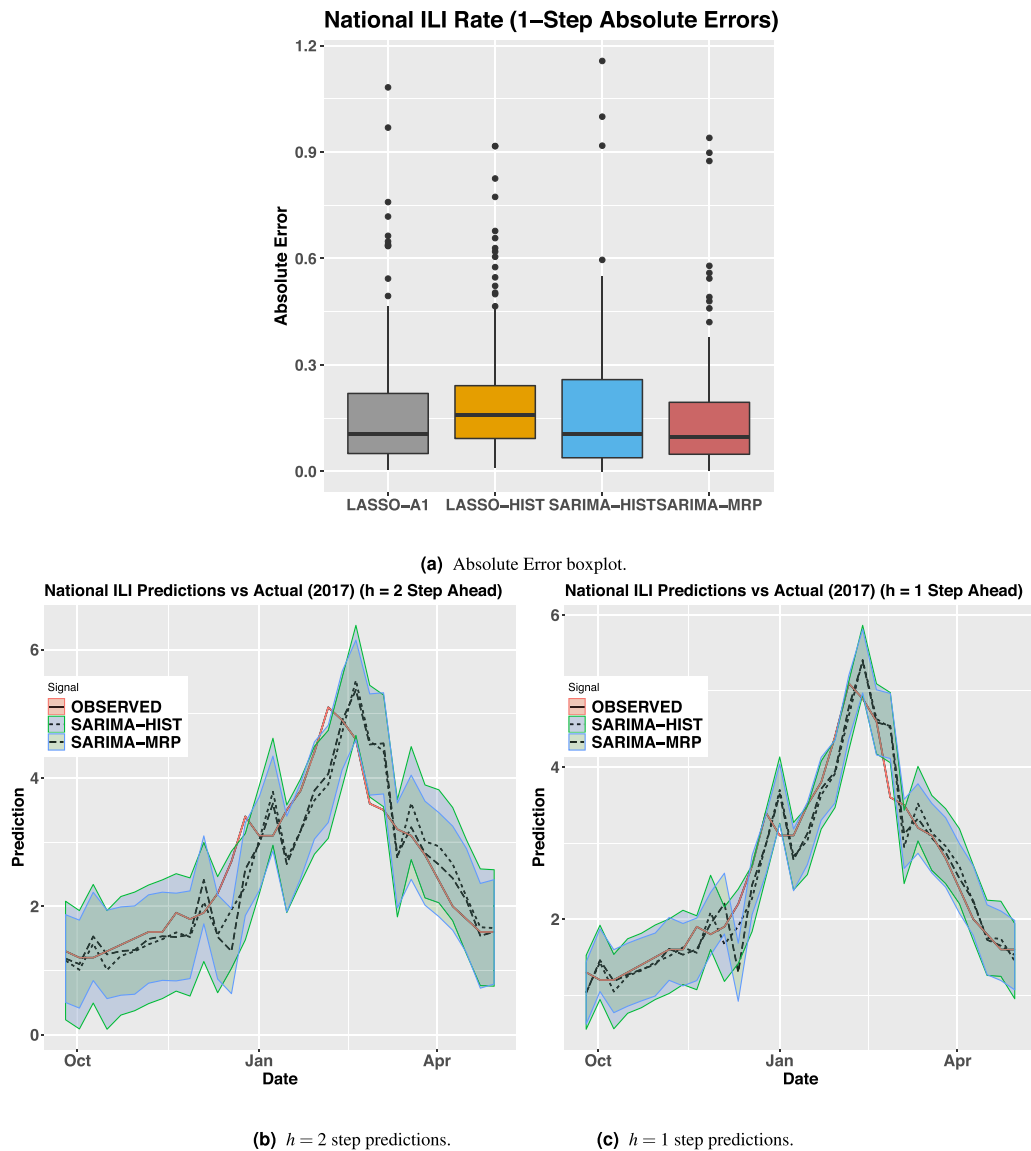 National ILI Rate (1–Step Absolute Errors)
1.2
0.9
0.6
0.3
0.0
Absolute Error
LASSO–A1 LASSO–HIST SARIMA–HIST SARIMA–MRP
(a) Absolute Error boxplot.
National ILI Predictions vs Actual (2017) (h = 2 Step Ahead)
6
4
2
0
Prediction
Signal
OBSERVED
SARIMA–HIST
SARIMA–MRP
Oct Jan Apr
Date
(b) h = 2 step predictions.
National ILI Predictions vs Actual (2017) (h = 1 Step Ahead)
6
4
2
Prediction
Signal
OBSERVED
SARIMA–HIST
SARIMA–MRP
Oct Jan Apr
Date
(c) h = 1 step predictions.